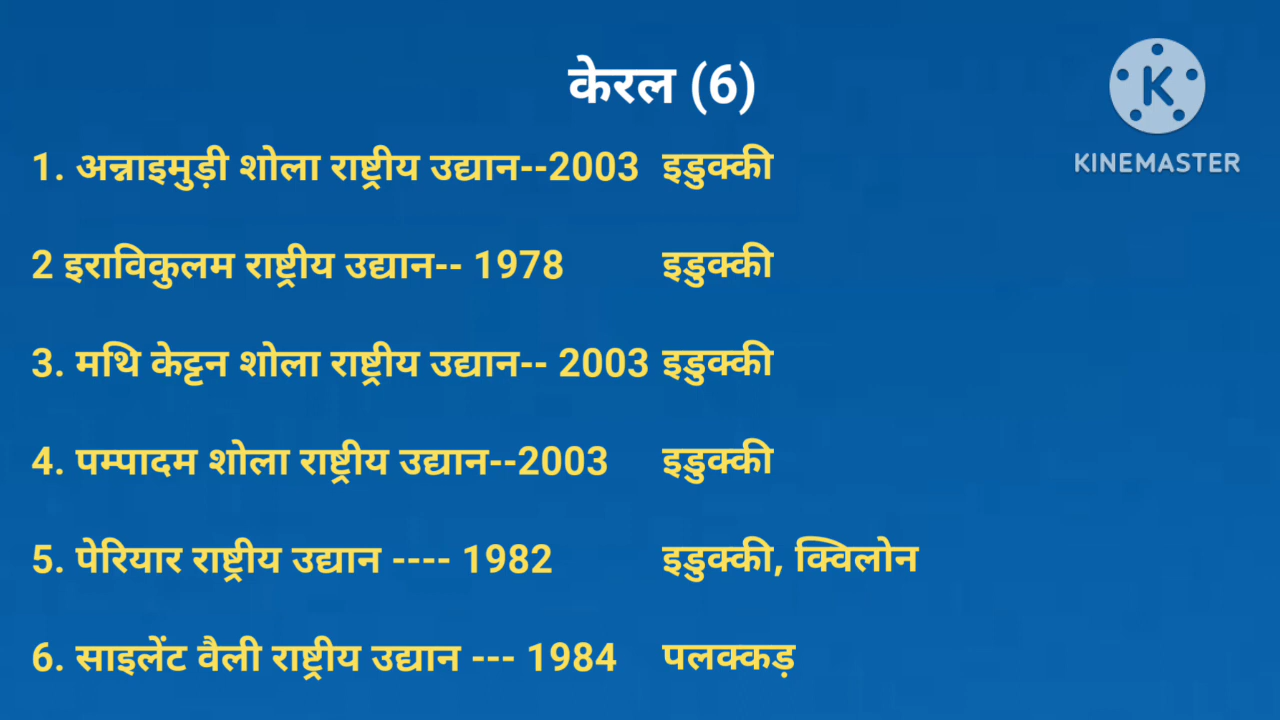 केरल (6)
K
KINEMASTER
1. अन्नाइमुड़ी शोला राष्ट्रीय उद्यान--2003 इडुक्की
2 इराविकुलम राष्ट्रीय उद्यान-- 1978 इडुक्की
3. मथि केट्टन शोला राष्ट्रीय उद्यान-- 2003 इडुक्की
4. पम्पादम शोला राष्ट्रीय उद्यान--2003 इडुक्की
5. पेरियार राष्ट्रीय उद्यान ---- 1982 इडुक्की, क्विलोन
6. साइलेंट वैली राष्ट्रीय उद्यान --- 1984 पलक्कड़